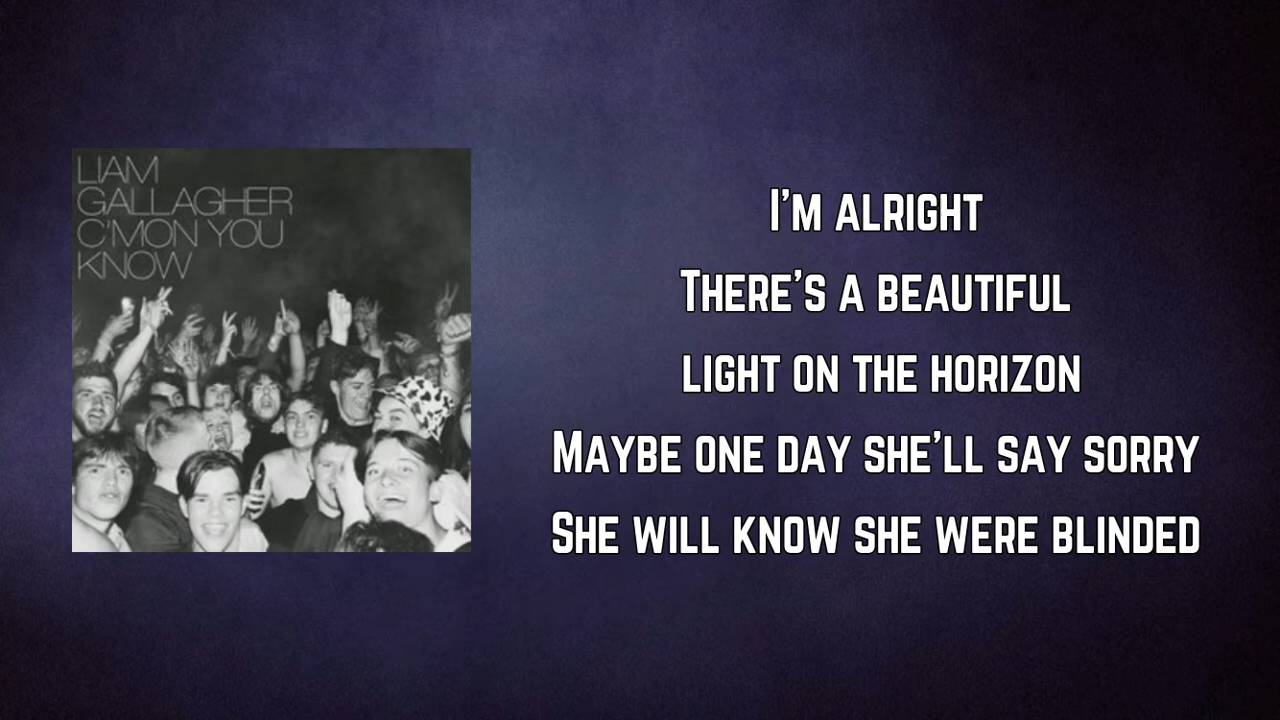 LIAM
GALLAGHER
C'MON YOU
KNOW
I'm alright
There's a beautiful
light on the horizon
Maybe one day she'll say sorry
She will know she were blinded